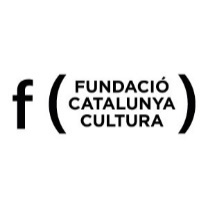 f ( FUNDACIÓ
CATALUNYA
CULTURA )